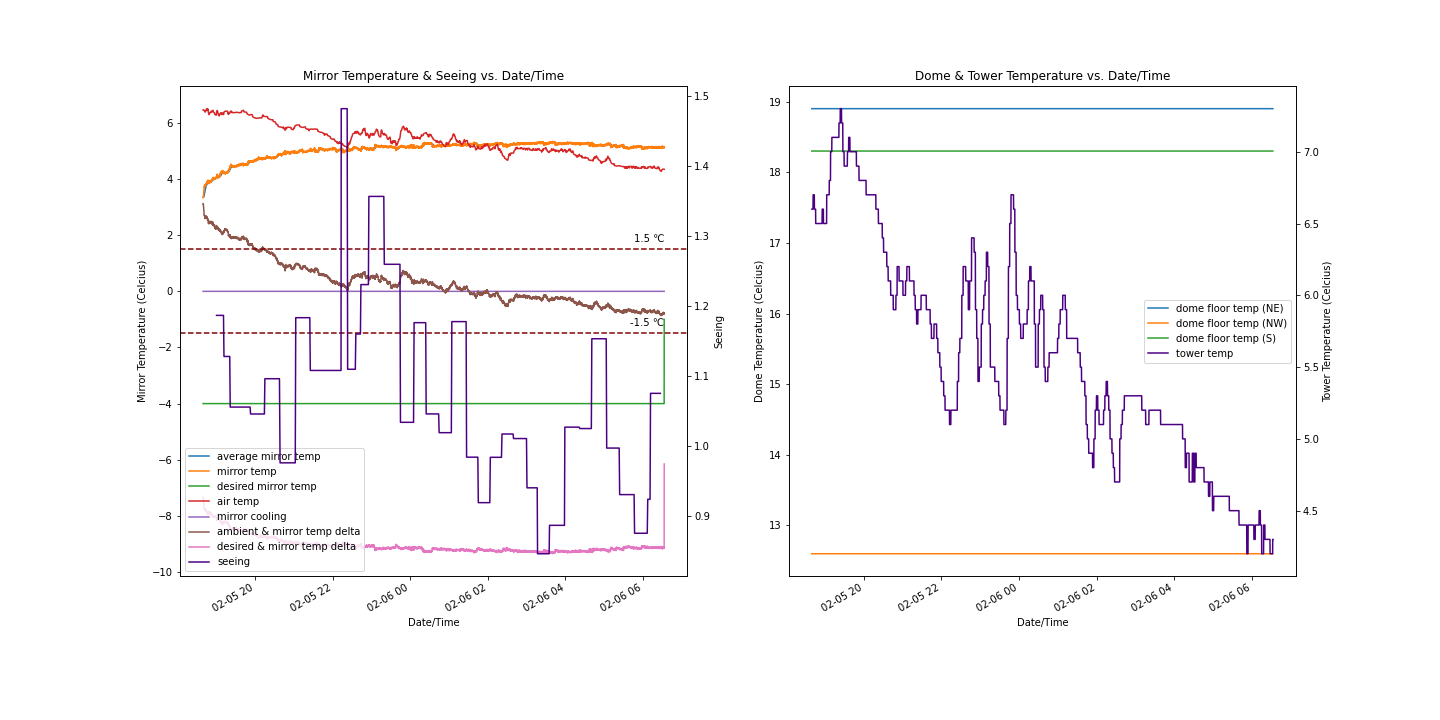 Mirror Temperature & Seeing vs. Date/Time
Mirror Temperature (Celcius)
6
4
2
0
−2
−4
−6
−8
−10
1.5
1.4
1.3
1.2
1.1
1.0
0.9
Seeing
1.5 °C
-1.5 °C
average mirror temp
mirror temp
desired mirror temp
air temp
mirror cooling
ambient & mirror temp delta
desired & mirror temp delta
seeing
02-05 20
02-05 22
02-06 00
02-06 02
02-06 04
02-06 06
Date/Time
Dome & Tower Temperature vs. Date/Time
Dome Temperature (Celcius)
19
18
17
16
15
14
13
7.0
6.5
6.0
5.5
5.0
4.5
Tower Temperature (Celcius)
dome floor temp (NE)
dome floor temp (NW)
dome floor temp (S)
tower temp
02-05 20
02-05 22
02-06 00
02-06 02
02-06 04
02-06 06
Date/Time